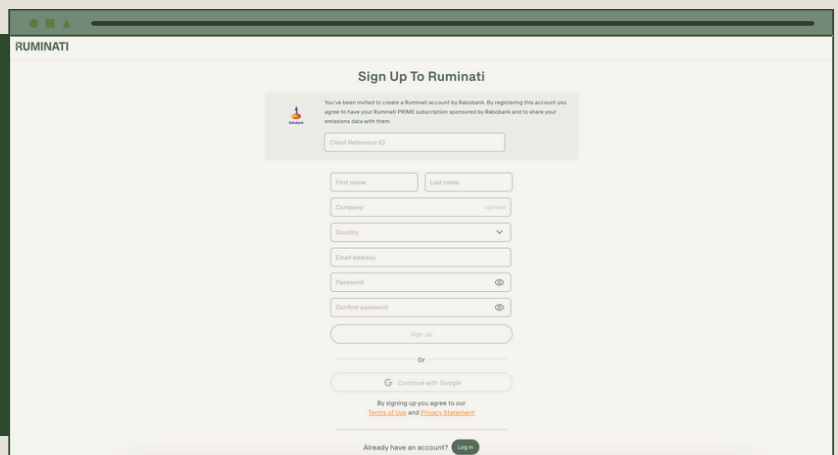 RUMINATI
Sign Up To Ruminati
You've been invited to create a Ruminati account by Rabobank. By registering this account you
agree to have your Ruminati PRIME subscription sponsored by Rabobank and to share your
emissions data with them.
Rabobank
Client Reference ID
First name
Last name
Company optional
Country
Email address
Password
Confirm password
Sign up
Or
G Continue with Google
By signing up you agree to our
Terms of Use and Privacy Statement
Already have an account? Log in